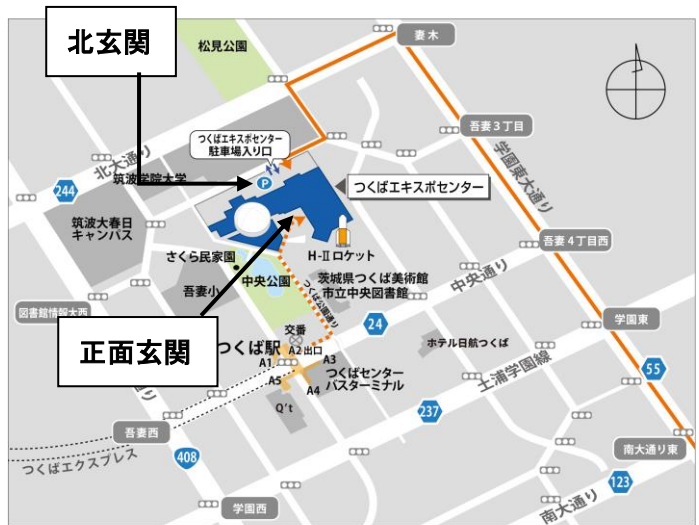 北玄関
松見公園
妻木
吾妻3丁目
学園東大通り
つくばエキスポセンター
駐車場入り口
北大通り
筑波学院大学
P
244
つくばエキスポセンター
筑波大春日
キャンパス
H-Ⅱロケット
吾妻4丁目西
さくら民家園
中央公園
茨城県つくば美術館
市立中央図書館
中央通り
吾妻小
つくば公園通り
図書館情報大西
正面玄関
24
学園東
交番
つくば駅
A2出口
ホテル日航つくば
A1
A3
つくばセンター
バスターミナル
土浦学園線
55
A5
A4
Q't
237
吾妻西
り
408
つくばエクスプレス
南大通り東
123
南大通り
学園西